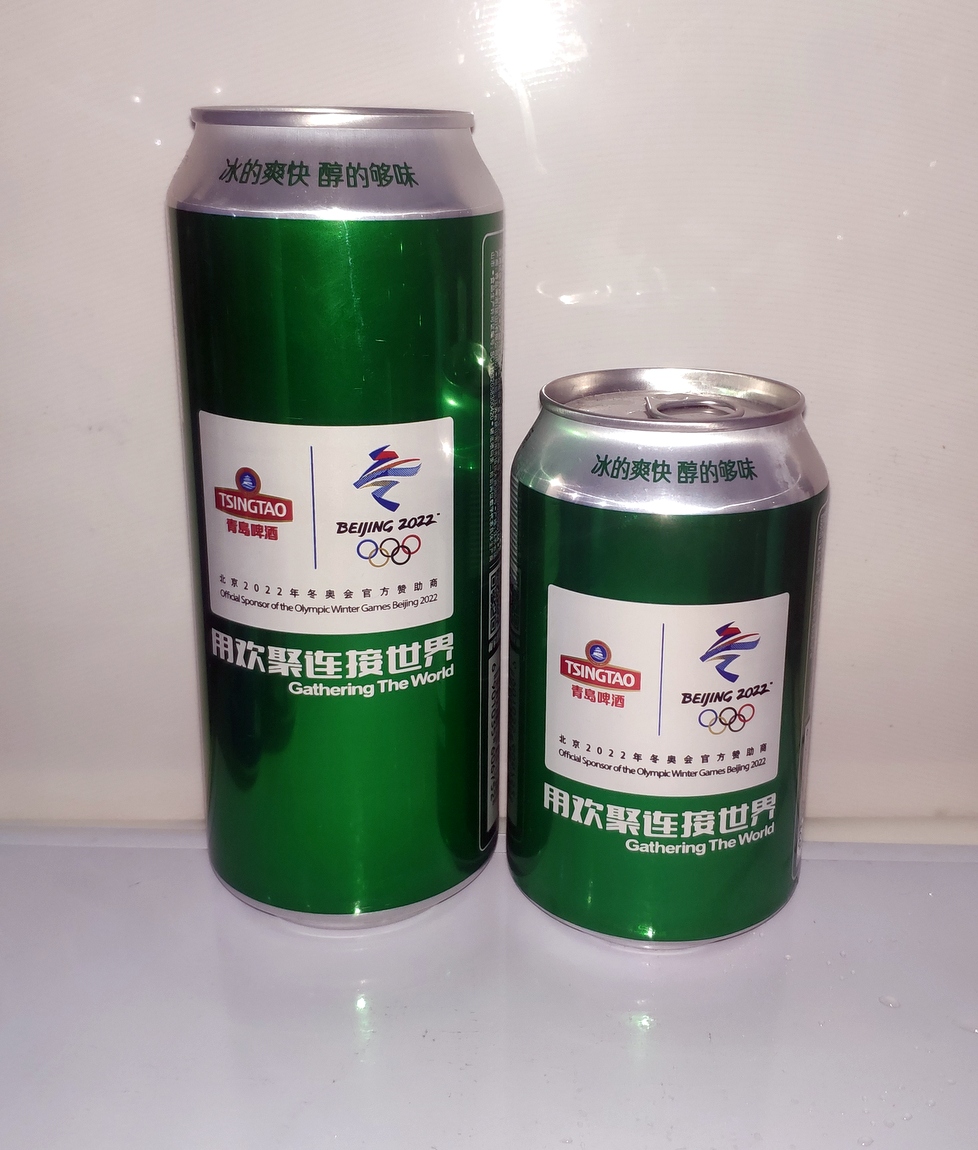 冰的爽快 醇的够味
TSINGTAO
青岛啤酒
BEIJING 2022™
北京2022年冬奥会官方赞助商
Official Sponsor of the Olympic Winter Games Beijing 2022
用欢聚连接世界
Gathering The World
冰的爽快 醇的够味
TSINGTAO
青岛啤酒
BEIJING 2022™
北京2022年冬奥会官方赞助商
Official Sponsor of the Olympic Winter Games Beijing 2022
用欢聚连接世界
Gathering The World